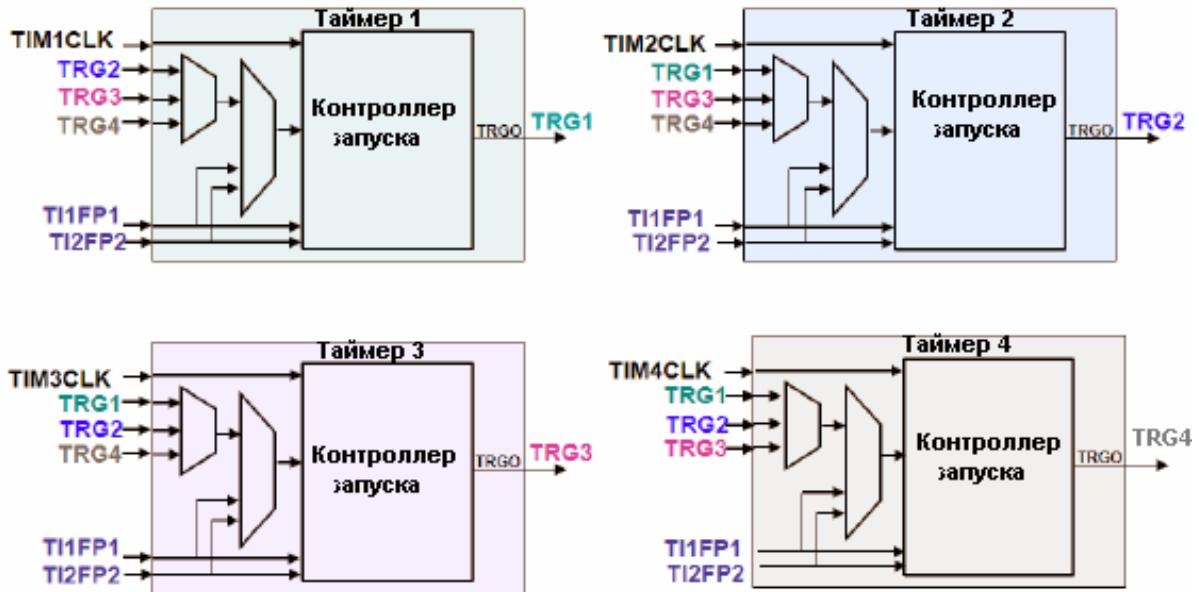 Таймер 1
TIM1CLK
TRG2
TRG3
TRG4
Контроллер
запуска
TRGO
TRG1
TI1FP1
TI2FP2
Таймер 2
TIM2CLK
TRG1
TRG3
TRG4
Контроллер
запуска
TRGO
TRG2
TI1FP1
TI2FP2
Таймер 3
TIM3CLK
TRG1
TRG2
TRG4
Контроллер
запуска
TRGO
TRG3
TI1FP1
TI2FP2
Таймер 4
TIM4CLK
TRG1
TRG2
TRG3
Контроллер
запуска
TRGO
TRG4
TI1FP1
TI2FP2